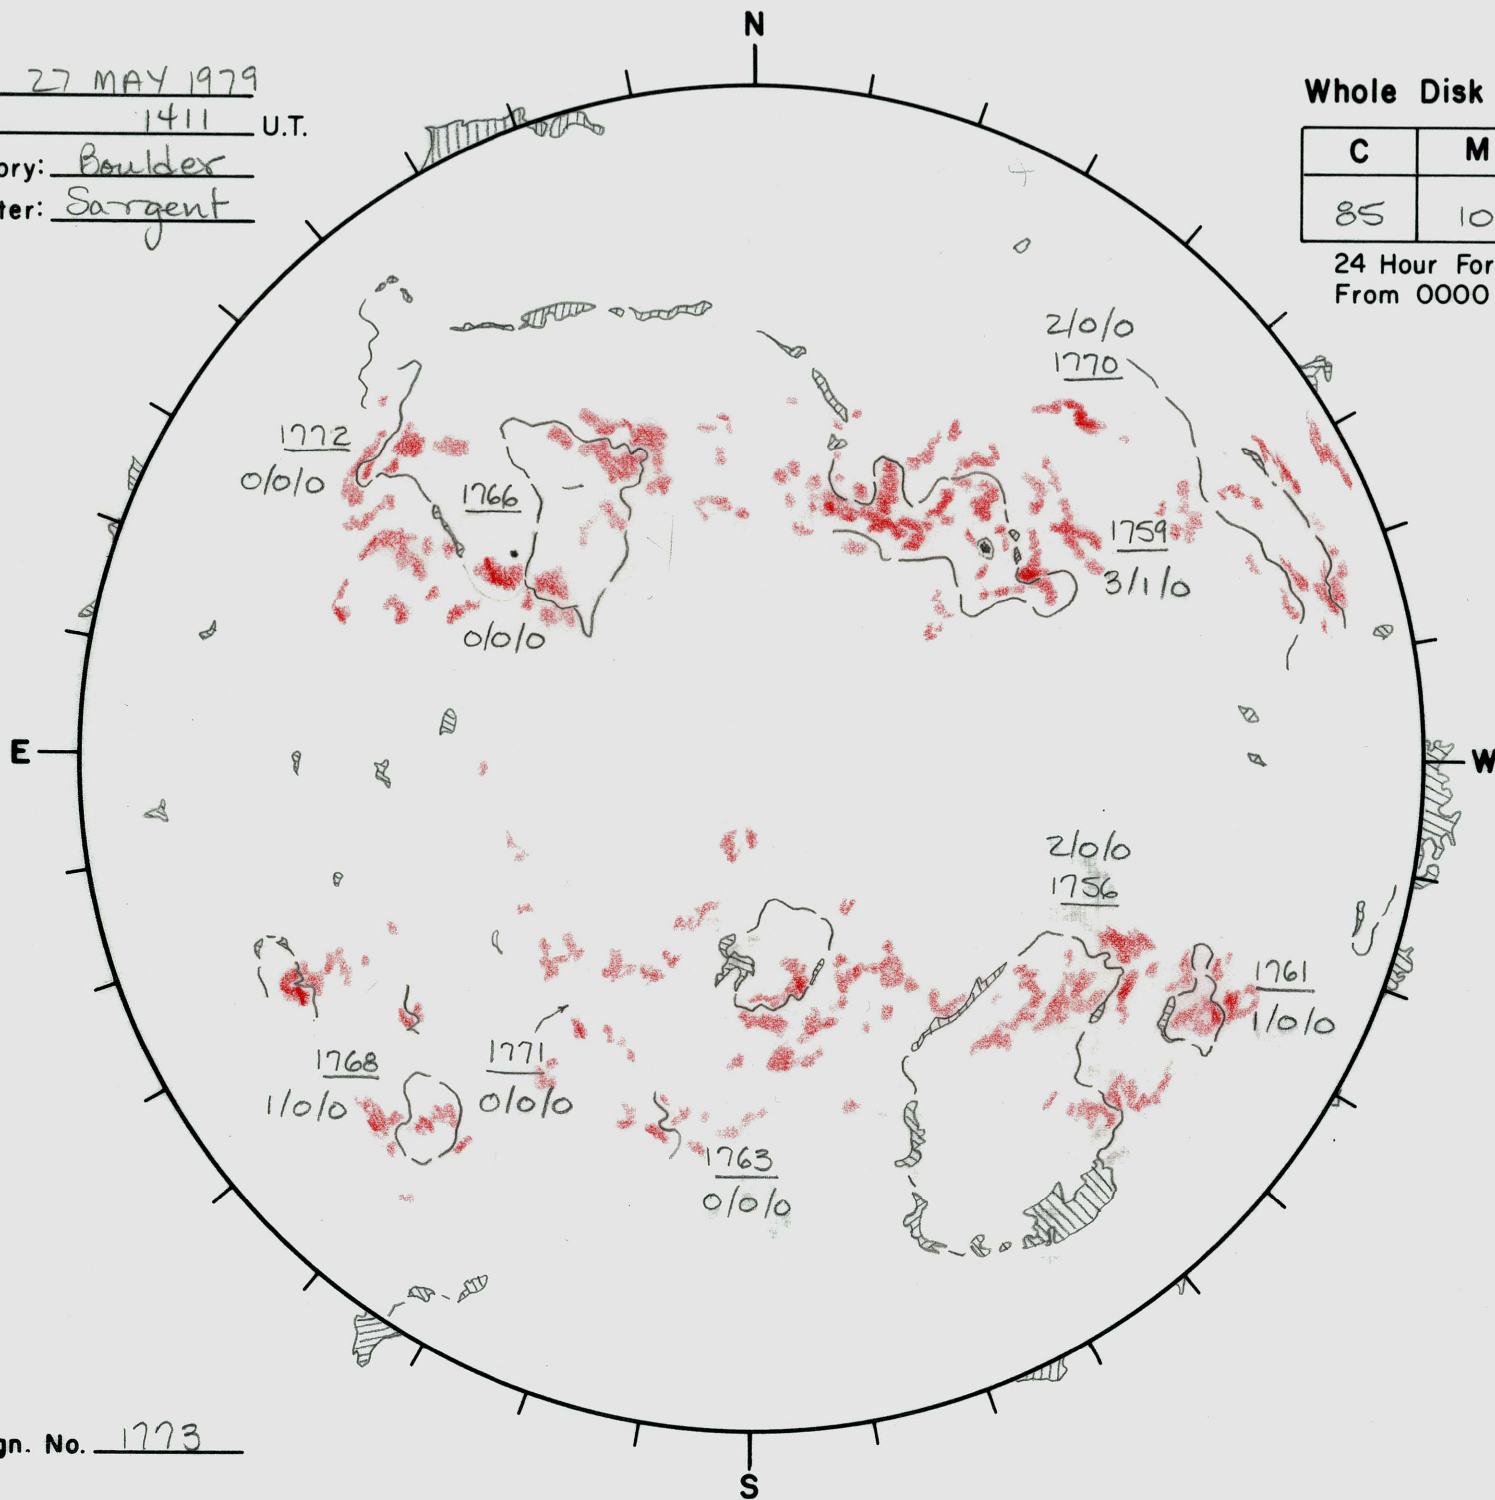 N
27 MAY 1979
1411 U.T.
ory: Boulder
ter: Sargent
Whole Disk
C M
85 10
24 Hour For
From 0000
2/0/0
1770
1772
0/0/0
1766
0/0/0
1759
3/1/0
E
W
2/0/0
1756
1761
1/0/0
1768
1/0/0
1771
0/0/0
1763
0/0/0
gn. No. 1773
S